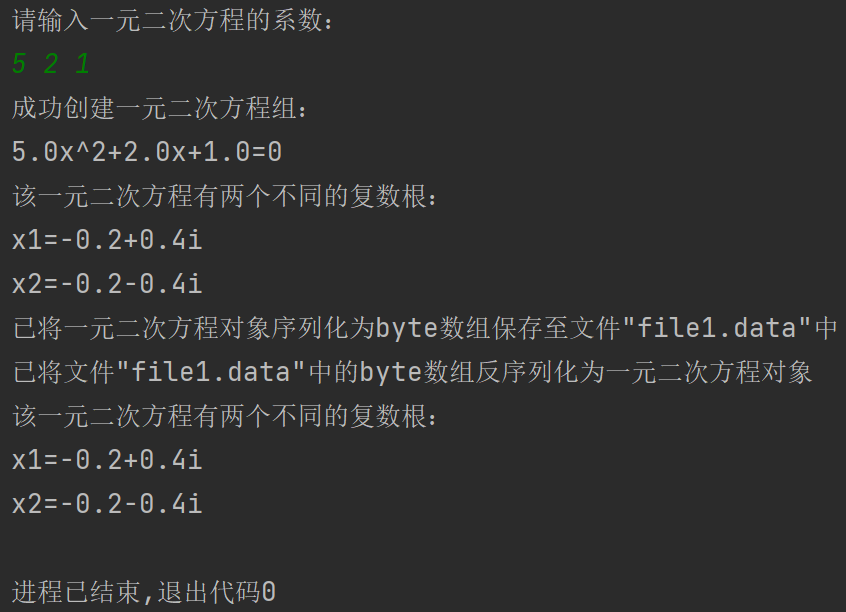 请输入一元二次方程的系数:
5 2 1
成功创建一元二次方程组:
5.0x^2+2.0x+1.0=0
该一元二次方程有两个不同的复数根:
x1=-0.2+0.4i
x2=-0.2-0.4i
已将一元二次方程对象序列化为byte数组保存至文件"file1.data"中
已将文件"file1.data"中的byte数组反序列化为一元二次方程对象
该一元二次方程有两个不同的复数根:
x1=-0.2+0.4i
x2=-0.2-0.4i
进程已结束,退出代码0